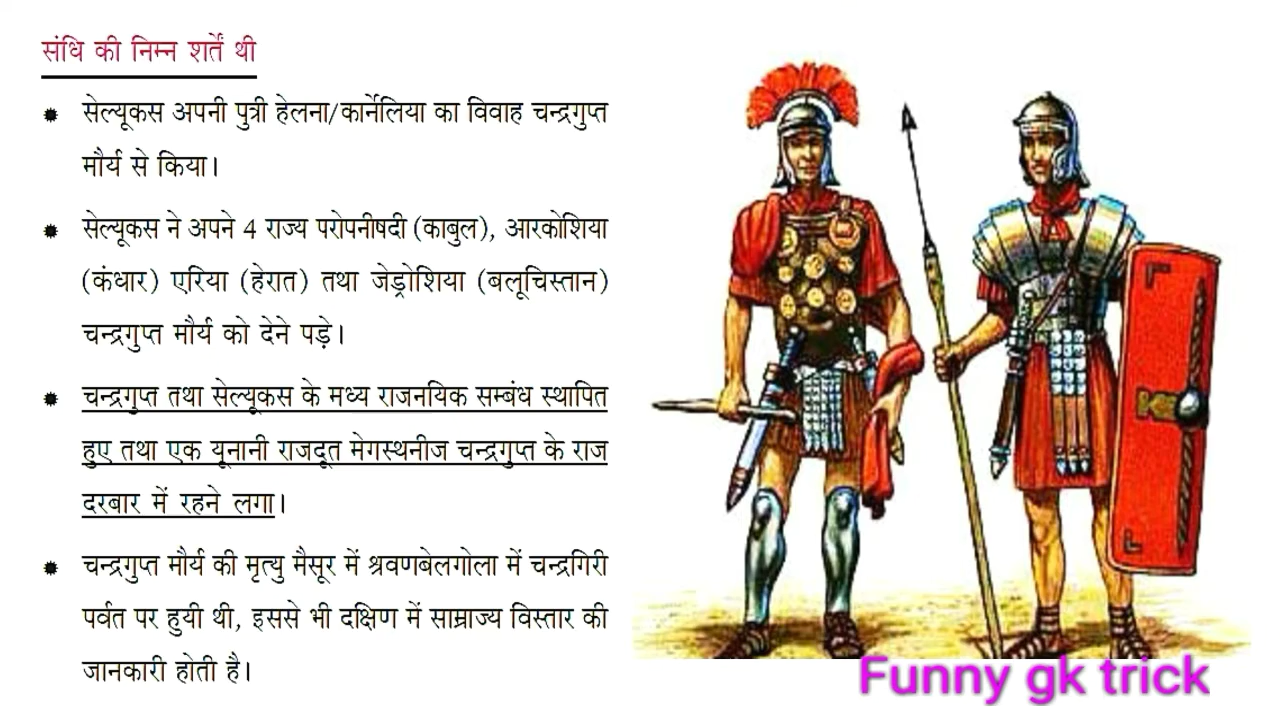 संधि की निम्न शर्तें थी
सेल्यूकस अपनी पुत्री हेलना/कार्नेलिया का विवाह चन्द्रगुप्त
मौर्य से किया।
सेल्यूकस ने अपने 4 राज्य परोपनीषदी (काबुल), आरकोशिया
(कंधार) एरिया (हेरात) तथा जेड्रोशिया (बलूचिस्तान)
चन्द्रगुप्त मौर्य को देने पड़े।
चन्द्रगुप्त तथा सेल्यूकस के मध्य राजनयिक सम्बंध स्थापित
हुए तथा एक यूनानी राजदूत मेगस्थनीज चन्द्रगुप्त के राज
दरबार में रहने लगा।
चन्द्रगुप्त मौर्य की मृत्यु मैसूर में श्रवणबेलगोला में चन्द्रगिरी
पर्वत पर हुयी थी, इससे भी दक्षिण में साम्राज्य विस्तार की
जानकारी होती है।
Funny gk trick